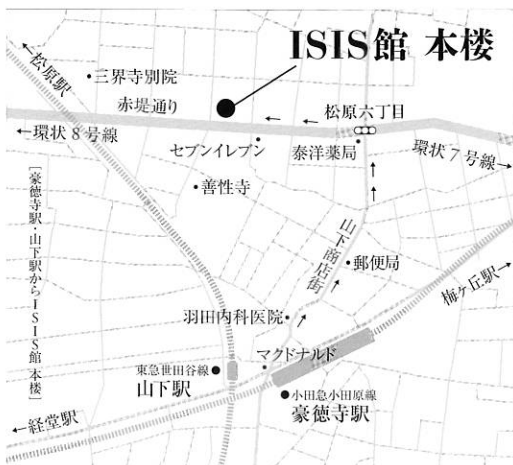 ISIS館 本楼
←松原駅
・三界寺別院
赤堤通り
松原六丁目
←環状8号線
セブンイレブン
泰洋薬局
環状7号線→
・善性寺
[豪徳寺駅・山下駅からISIS館 本楼]
山下商店街
・郵便局
梅ヶ丘駅→
羽田内科医院・
マクドナルド
東急世田谷線●
山下駅
●小田急小田原線
豪徳寺駅
←経堂駅